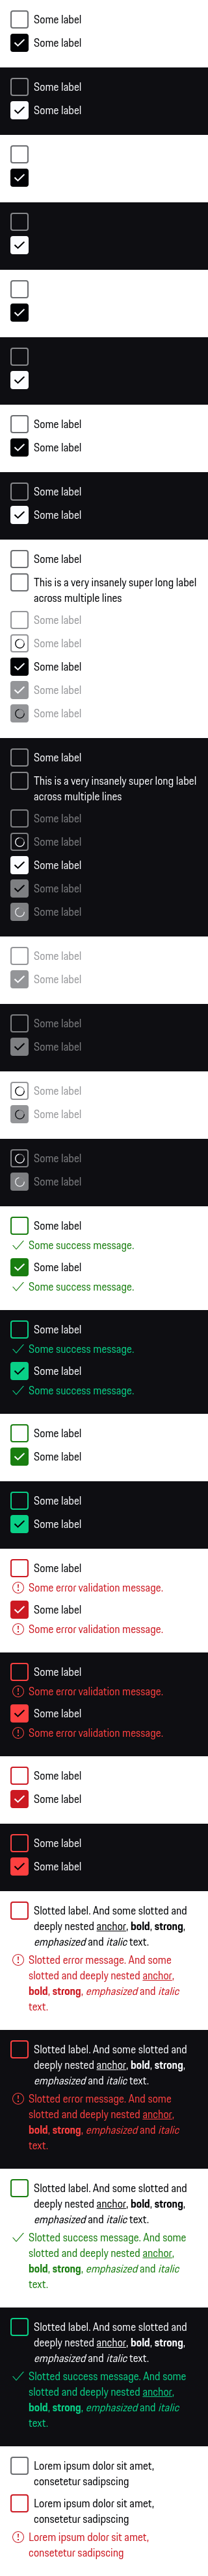 Some label
Some label
Some label
Some label
Some label
Some label
Some label
Some label
Some label
This is a very insanely super long label
across multiple lines
Some label
Some label
Some label
Some label
Some label
Some label
This is a very insanely super long label
across multiple lines
Some label
Some label
Some label
Some label
Some label
Some label
Some label
Some label
Some label
Some label
Some label
Some label
Some label
Some label
Some success message.
Some label
Some success message.
Some label
Some success message.
Some label
Some success message.
Some label
Some label
Some label
Some label
Some label
Some error validation message.
Some label
Some error validation message.
Some label
Some error validation message.
Some label
Some error validation message.
Some label
Some label
Some label
Some label
Slotted label. And some slotted and
deeply nested anchor, bold, strong,
emphasized and italic text.
Slotted error message. And some
slotted and deeply nested anchor,
bold, strong, emphasized and italic
text.
Slotted label. And some slotted and
deeply nested anchor, bold, strong,
emphasized and italic text.
Slotted error message. And some
slotted and deeply nested anchor,
bold, strong, emphasized and italic
text.
Slotted label. And some slotted and
deeply nested anchor, bold, strong,
emphasized and italic text.
Slotted success message. And some
slotted and deeply nested anchor,
bold, strong, emphasized and italic
text.
Slotted label. And some slotted and
deeply nested anchor, bold, strong,
emphasized and italic text.
Slotted success message. And some
slotted and deeply nested anchor,
bold, strong, emphasized and italic
text.
Lorem ipsum dolor sit amet,
consetetur sadipscing
Lorem ipsum dolor sit amet,
consetetur sadipscing
Lorem ipsum dolor sit amet,
consetetur sadipscing